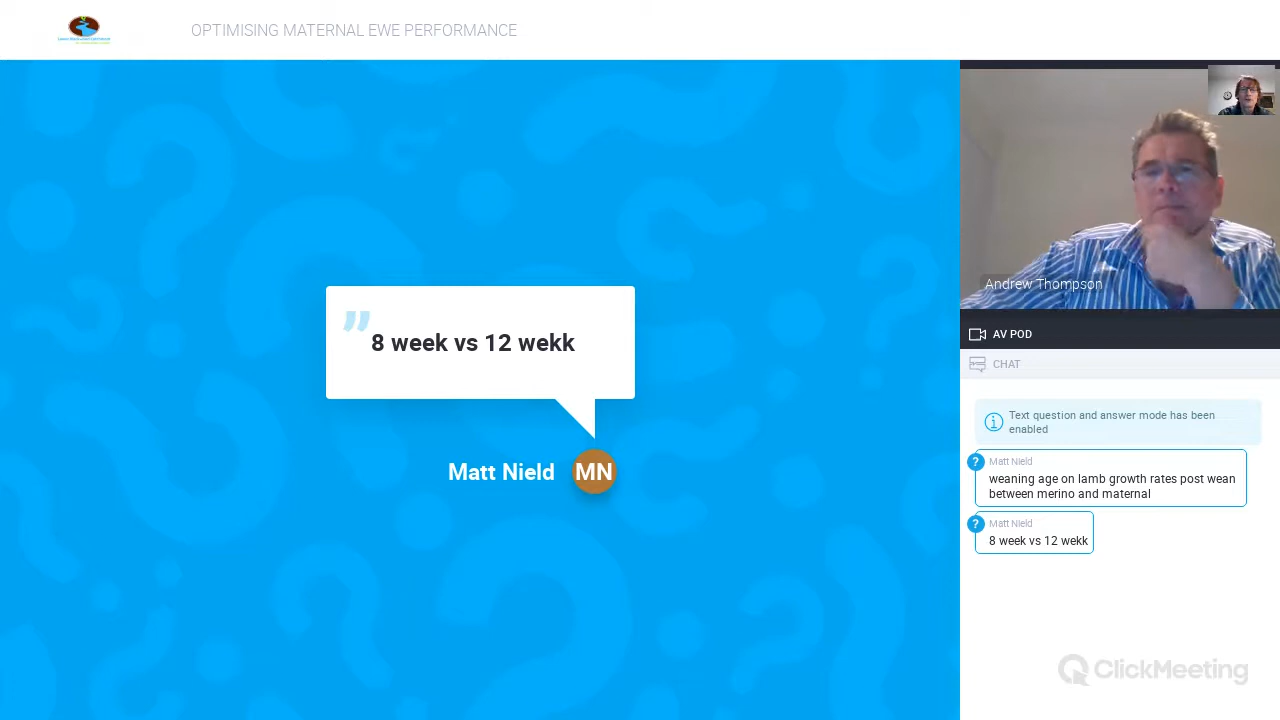 OPTIMISING MATERNAL EWE PERFORMANCE
8 week vs 12 wekk
Matt Nield
MN
Andrew Thompson
AV POD
CHAT
Text question and answer mode has been
enabled
?
Matt Nield
weaning age on lamb growth rates post wean
between merino and maternal
?
Matt Nield
8 week vs 12 wekk
ClickMeeting